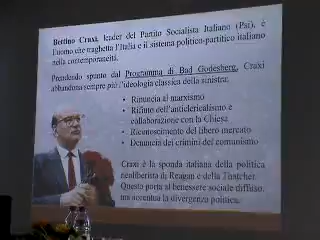 Bettino Craxi, leader del Partito Socialista Italiano (Psi), è
l'uomo che traghetta l'Italia e il sistema politico-partitico italiano
nella contemporaneità.
Prendendo spunto dal Programma di Bad Godesberg, Craxi
abbandona sempre più l'ideologia classica della sinistra:
• Rinuncia al marxismo
• Rifiuto dell'anticlericalismo e
collaborazione con la Chiesa
• Riconoscimento del libero mercato
• Denuncia dei crimini del comunismo
Craxi è la sponda italiana della politica
neoliberista di Reagan e della Thatcher.
Questo porta al benessere sociale diffuso,
ma accentua la divergenza politica.